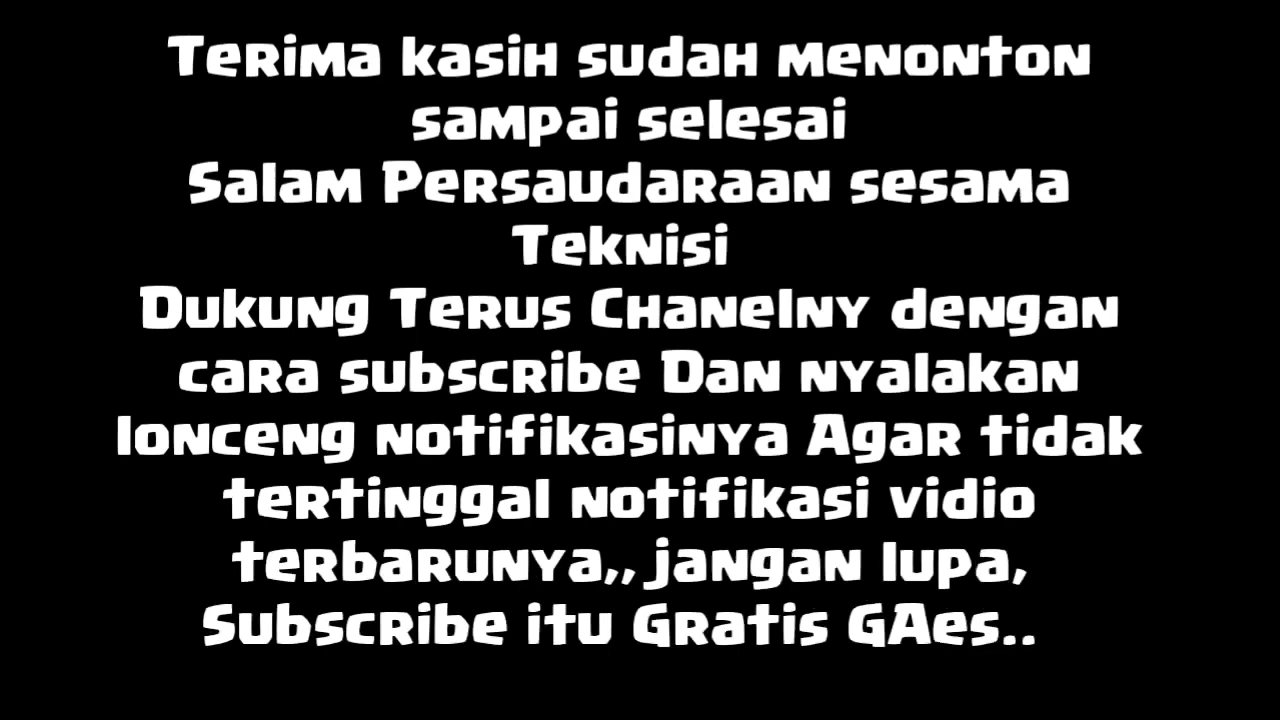 Terima kasih sudah menonton
sampai selesai
Salam Persaudaraan sesama
Teknisi
Dukung Terus Chanelny dengan
cara subscribe Dan nyalakan
lonceng notifikasinya Agar tidak
tertinggal notifikasi vidio
terbarunya,, jangan lupa,
Subscribe itu Gratis GAes..